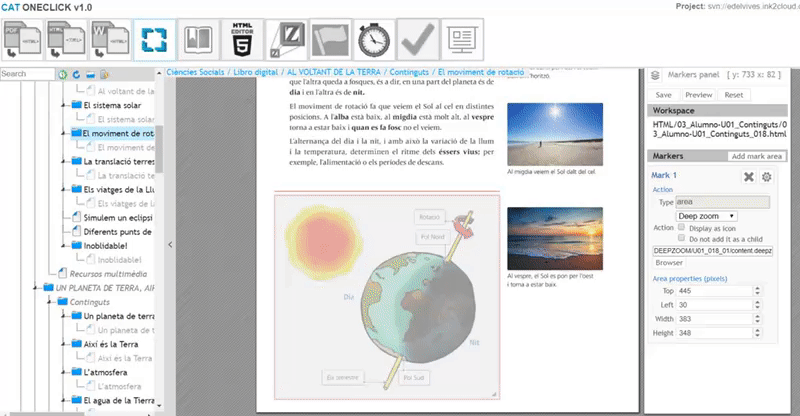 CAT ONECLICK v1.0
Project: svn://edelvives.ink2cloud.
PDF
<HTML>
<HTML>
W
<HTML>
HTML
EDITOR
5
Z
Search
Al voltant de la
El sistema solar
El sistema solar
El moviment de rota
El moviment de
La translació terres
La translació te
Els viatges de la Llu
Els viatges de la
Simulem un eclipsi
Diferents punts de
Inoblidable!
Inoblidable!
Recursos multimèdia
UN PLANETA DE TERRA, AIR
Continguts
Un planeta de terra
Un planeta de t
Així és la Terra
Així és la Terra
L'atmosfera
L'atmosfera
El agua de la Tierra
Ciències Socials / Libro digital / AL VOLTANT DE LA TERRA / Continguts / El moviment de rotació
que l'altra queda a fosques, és a dir, en una part del planeta és de
dia i en l'altra és de nit.
El moviment de rotació fa que veiem el Sol al cel en distintes
posicions. A l'alba està baix, al migdia està molt alt, al vespre
torna a estar baix i quan es fa fosc no el veiem.
L'alternança del dia i la nit, i amb això la variació de la llum
i la temperatura, determinen el ritme dels éssers vius: per
exemple, l'alimentació o els períodes de descans.
horitzó.
Al migdia veiem el Sol dalt del cel.
Al vespre, el Sol es pon per l'oest
i torna a estar baix.
Rotació
Pol Nord
Dia
Nit
Eix terrestre
Pol Sud
Markers panel [ y: 733 x: 82 ]
Save
Preview
Reset
Workspace
HTML/03_Alumno-U01_Continguts/0
3_Alumno-U01_Continguts_018.html
Markers
Add mark area
Mark 1
Action
Type
area
Deep zoom
Action
Display as icon
Do not add it as a child
DEEPZOOM/U01_018_01/content.deepz
Browser
Area properties (pixels)
Top
445
Left
30
Width
383
Height
348